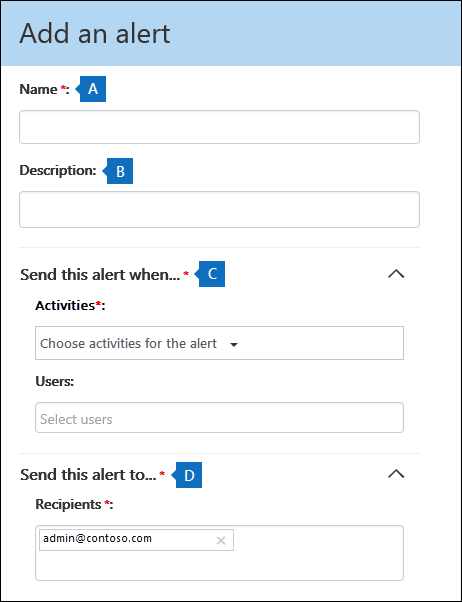 Add an alert
Name *: A
Description: B
Send this alert when... * C
Activities*:
Choose activities for the alert
Users:
Select users
Send this alert to... * D
Recipients *:
admin@contoso.com